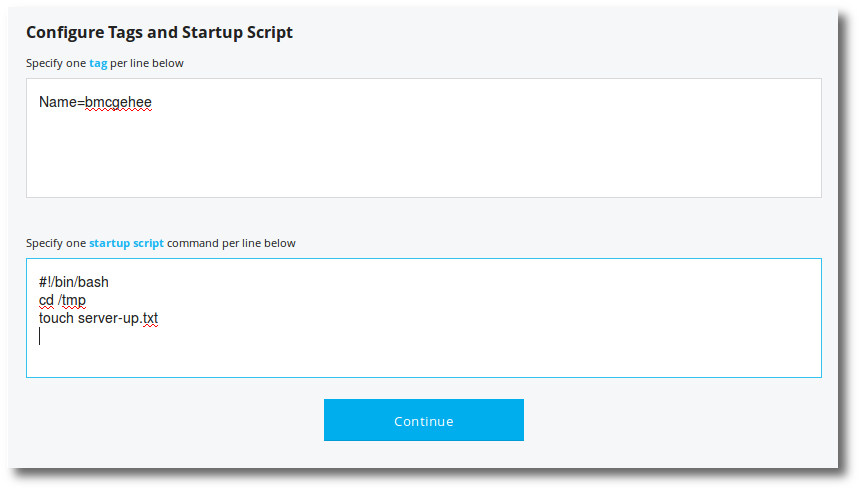 Configure Tags and Startup Script
Specify one tag per line below
Name=bmcgehee
Specify one startup script command per line below
#!/bin/bash
cd /tmp
touch server-up.txt
Continue